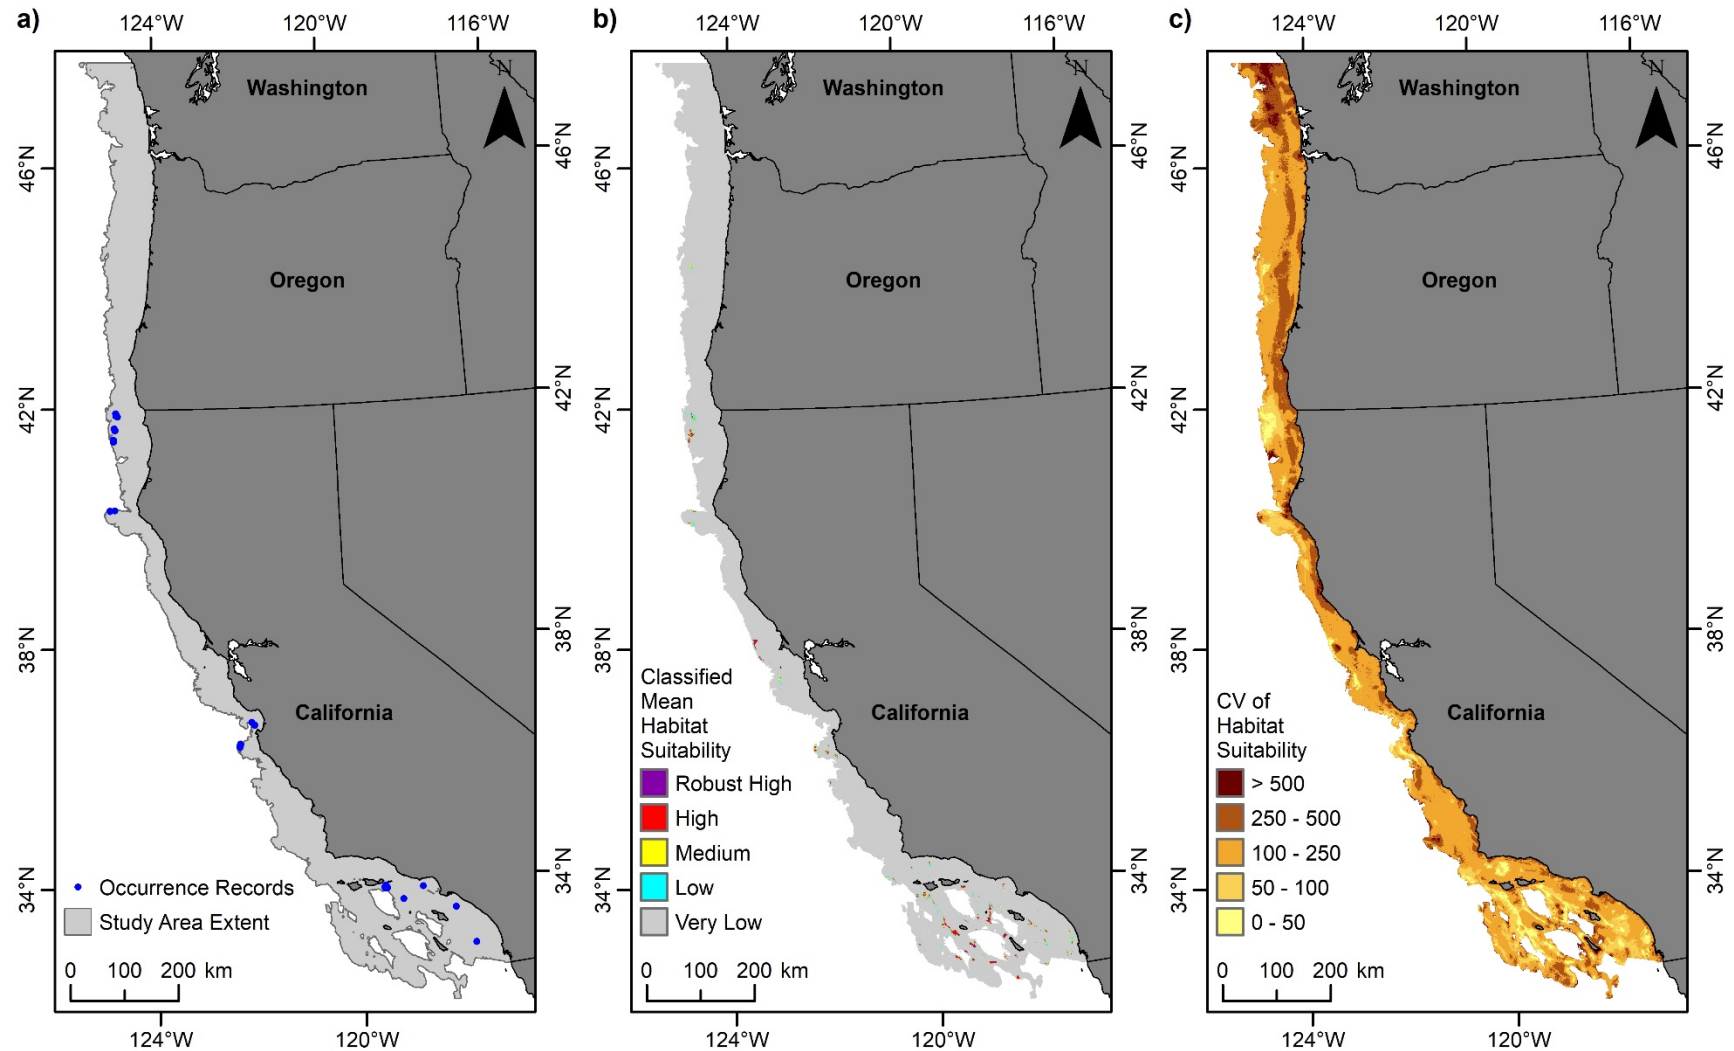 a)
124°W
120°W
116°W
N
Washington
Oregon
California
46°N
42°N
38°N
34°N
46°N
42°N
38°N
34°N
Occurrence Records
Study Area Extent
0 100 200 km
124°W
120°W
b)
124°W
120°W
116°W
N
Washington
Oregon
California
46°N
42°N
38°N
34°N
46°N
42°N
38°N
34°N
Classified
Mean
Habitat
Suitability
Robust High
High
Medium
Low
Very Low
0 100 200 km
124°W
120°W
c)
124°W
120°W
116°W
N
Washington
Oregon
California
46°N
42°N
38°N
34°N
46°N
42°N
38°N
34°N
CV of
Habitat
Suitability
> 500
250 - 500
100 - 250
50 - 100
0 - 50
0 100 200 km
124°W
120°W